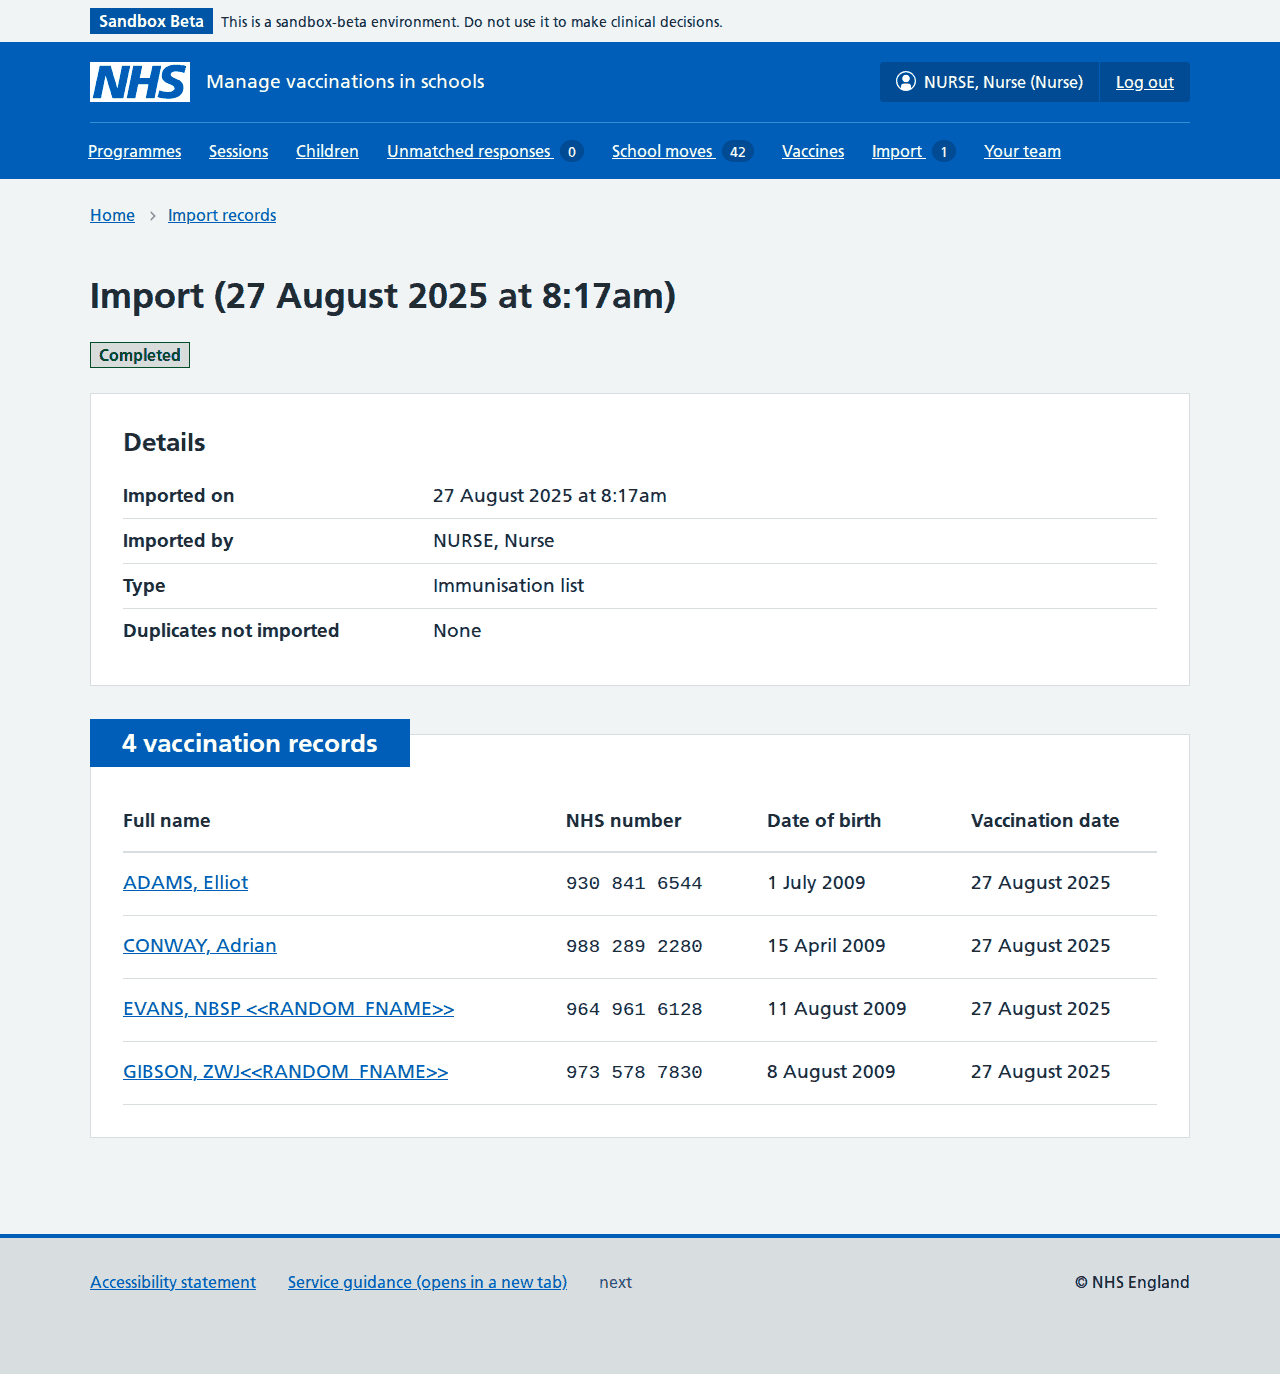 Sandbox Beta This is a sandbox-beta environment. Do not use it to make clinical decisions.
NHS Manage vaccinations in schools NURSE, Nurse (Nurse) Log out
Programmes Sessions Children Unmatched responses 0 School moves 42 Vaccines Import 1 Your team
Home Import records
Import (27 August 2025 at 8:17am)
Completed
Details
Imported on 27 August 2025 at 8:17am
Imported by NURSE, Nurse
Type Immunisation list
Duplicates not imported None
4 vaccination records
Full name NHS number Date of birth Vaccination date
ADAMS, Elliot 930 841 6544 1 July 2009 27 August 2025
CONWAY, Adrian 988 289 2280 15 April 2009 27 August 2025
EVANS, NBSP <<RANDOM_FNAME>> 964 961 6128 11 August 2009 27 August 2025
GIBSON, ZWJ<<RANDOM_FNAME>> 973 578 7830 8 August 2009 27 August 2025
Accessibility statement Service guidance (opens in a new tab) next © NHS England